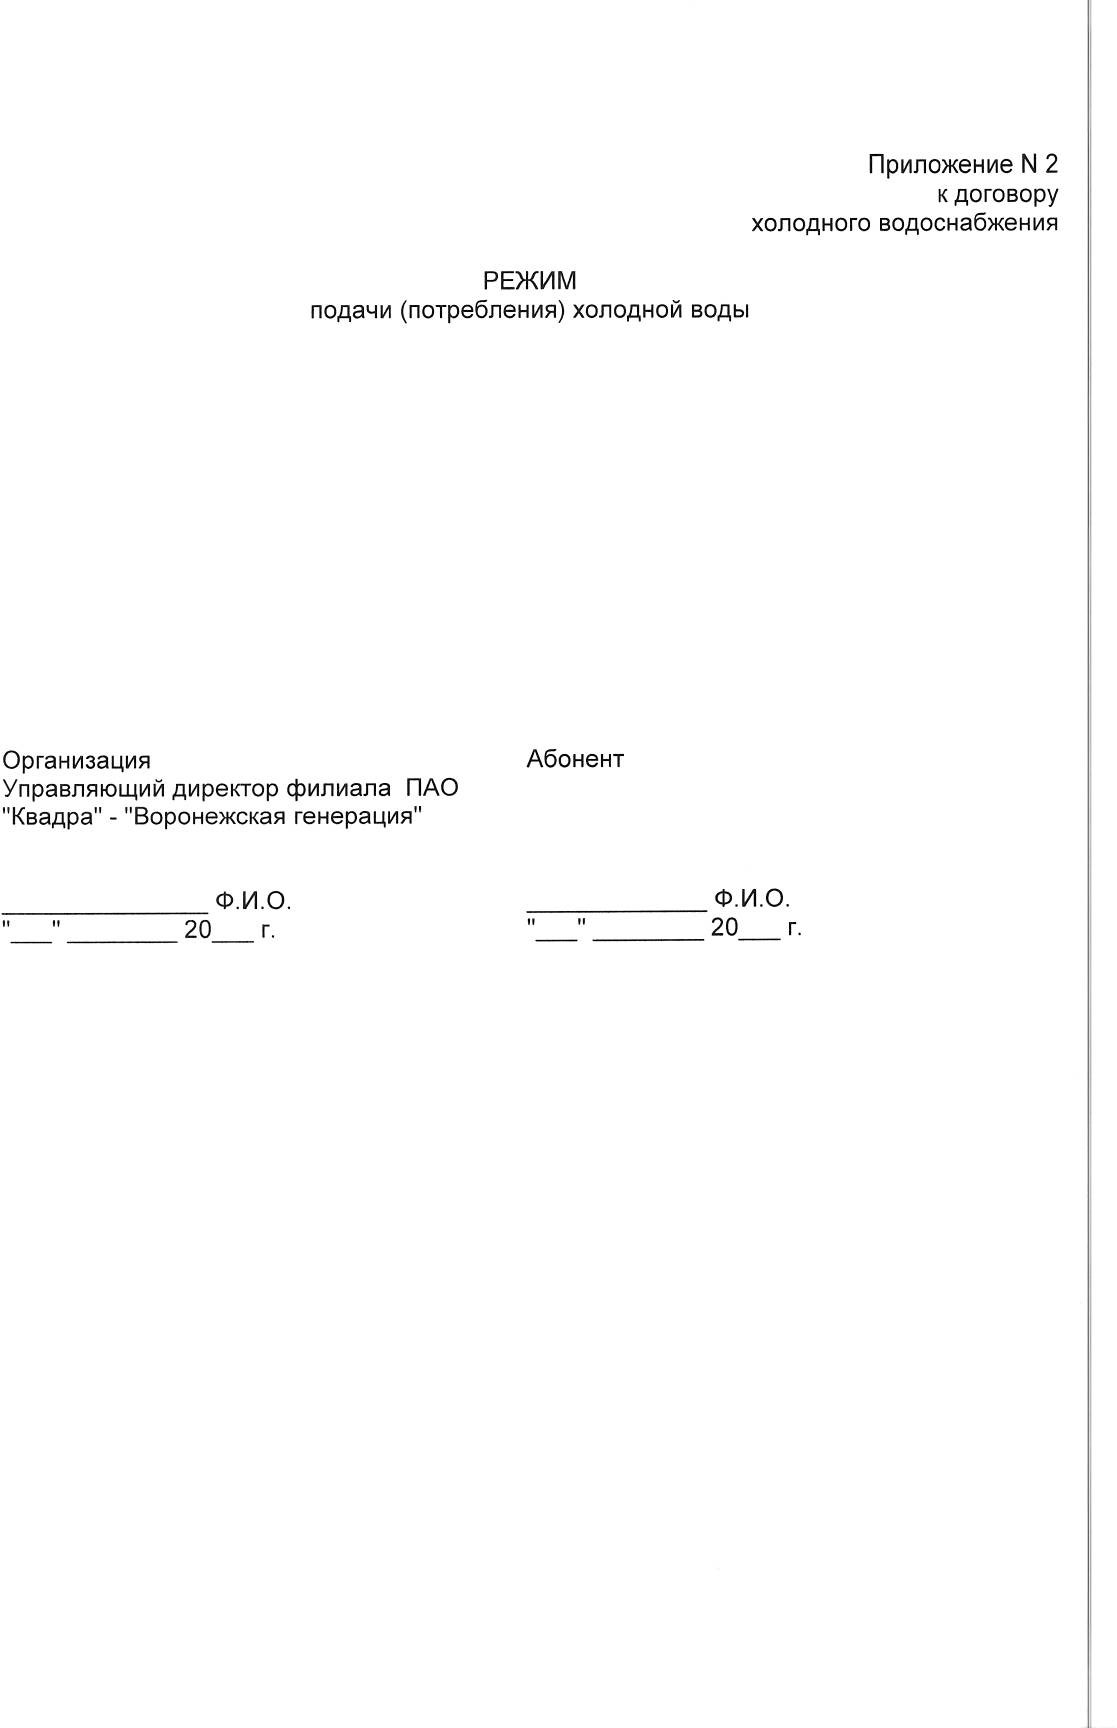 Приложение N 2
к договору
холодного водоснабжения
РЕЖИМ
подачи (потребления) холодной воды
Организация
Управляющий директор филиала ПАО
"Квадра" - "Воронежская генерация"
_______________ Ф.И.О.
"___" ________ 20___ г.
Абонент
_____________ Ф.И.О.
"___" ________ 20___ г.